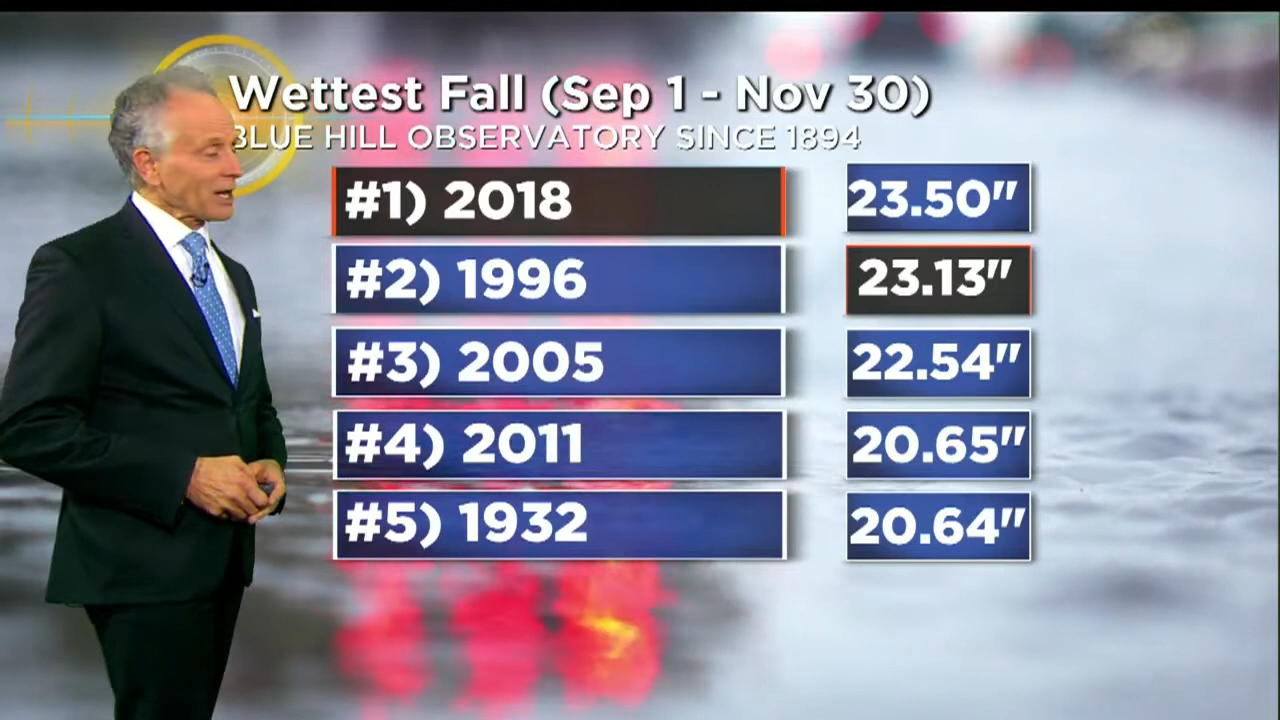 Wettest Fall (Sep 1 - Nov 30)
BLUE HILL OBSERVATORY SINCE 1894
#1) 2018 23.50"
#2) 1996 23.13"
#3) 2005 22.54"
#4) 2011 20.65"
#5) 1932 20.64"